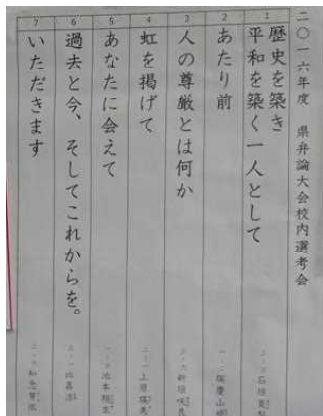 二〇一六年度 県弁論大会校内選考会
1
歴史を築き
平和を築く一人として
2
あたり前
3
人の尊厳とは何か
4
虹を掲げて
5
あなたに会えて
6
過去と今、そしてこれからを。
7
いただきます